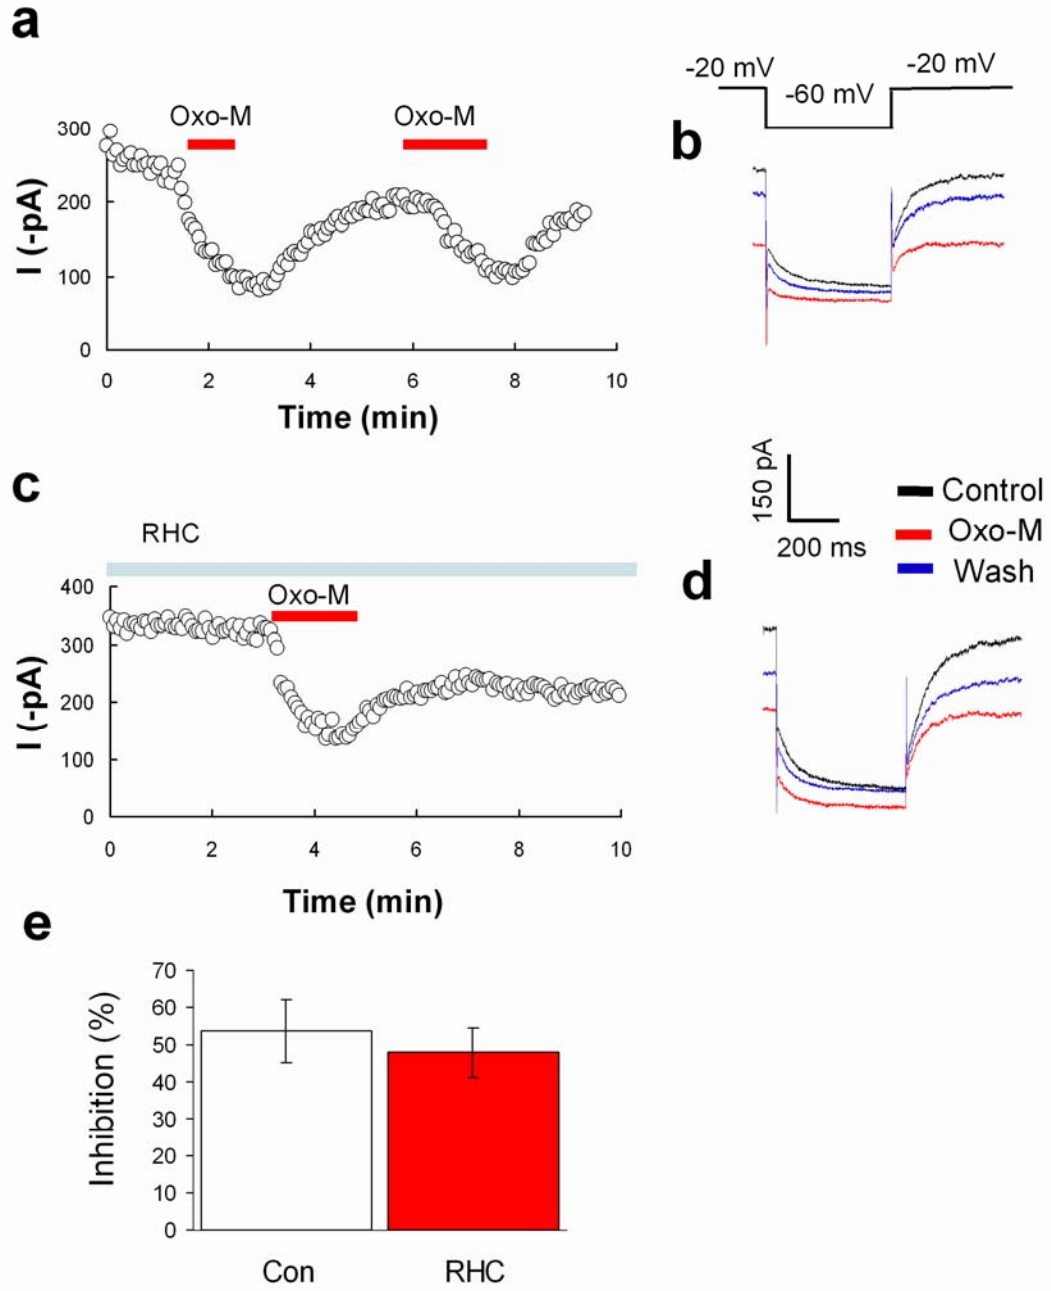 a
Oxo-M
Oxo-M
300
200
100
0
I (-pA)
0 2 4 6 8 10
Time (min)
-20 mV
-60 mV
-20 mV
b
150 pA
200 ms
Control
Oxo-M
Wash
c
RHC
Oxo-M
400
300
200
100
0
I (-pA)
0 2 4 6 8 10
Time (min)
d
e
70
60
50
40
30
20
10
0
Inhibition (%)
Con RHC